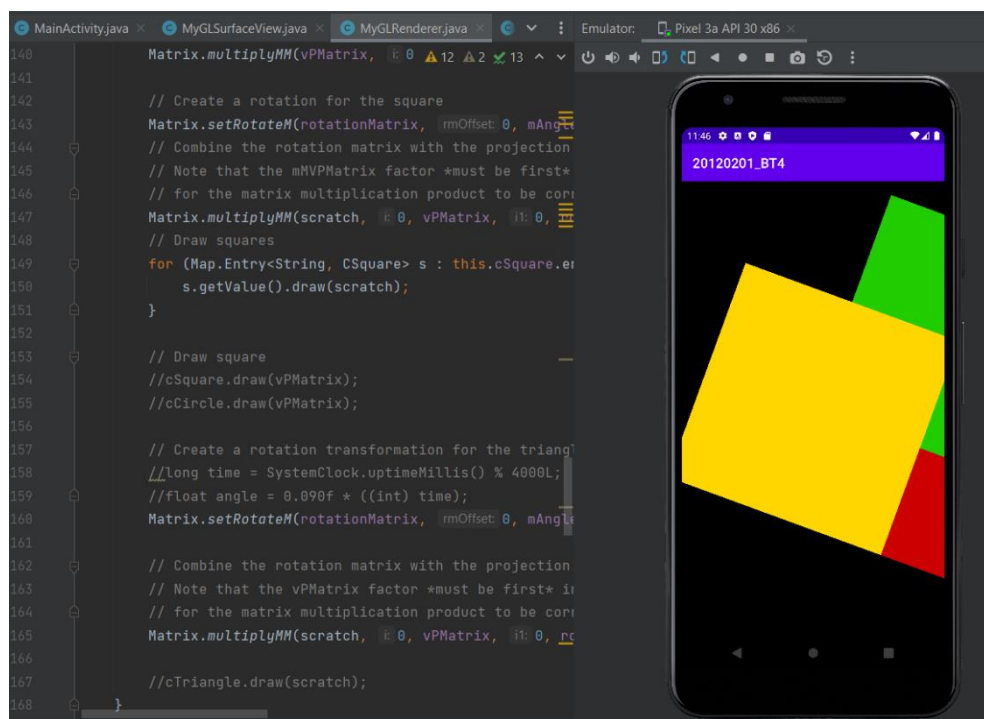 MainActivity.java
MyGLSurfaceView.java
MyGLRenderer.java
Emulator:
Pixel 3a API 30 x86
140 Matrix.multiplyMM(vPMatrix, i: 0
12 2 13
141
142 // Create a rotation for the square
143 Matrix.setRotateM(rotationMatrix, rmOffset: 0, mAngle
144 // Combine the rotation matrix with the projection
145 // Note that the mMVPMatrix factor *must be first*
146 // for the matrix multiplication product to be corr
147 Matrix.multiplyMM(scratch, i: 0, vPMatrix, i1: 0,
148 // Draw squares
149 for (Map.Entry<String, CSquare> s : this.cSquare.en
150 s.getValue().draw(scratch);
151 }
152
153 // Draw square
154 //cSquare.draw(vPMatrix);
155 //cCircle.draw(vPMatrix);
156
157 // Create a rotation transformation for the triangl
158 //long time = SystemClock.uptimeMillis() % 4000L;
159 //float angle = 0.090f * ((int) time);
160 Matrix.setRotateM(rotationMatrix, rmOffset: 0, mAngle
161
162 // Combine the rotation matrix with the projection
163 // Note that the vPMatrix factor *must be first* in
164 // for the matrix multiplication product to be corr
165 Matrix.multiplyMM(scratch, i: 0, vPMatrix, i1: 0, ro
166
167 //cTriangle.draw(scratch);
168 }
11:46
20120201_BT4